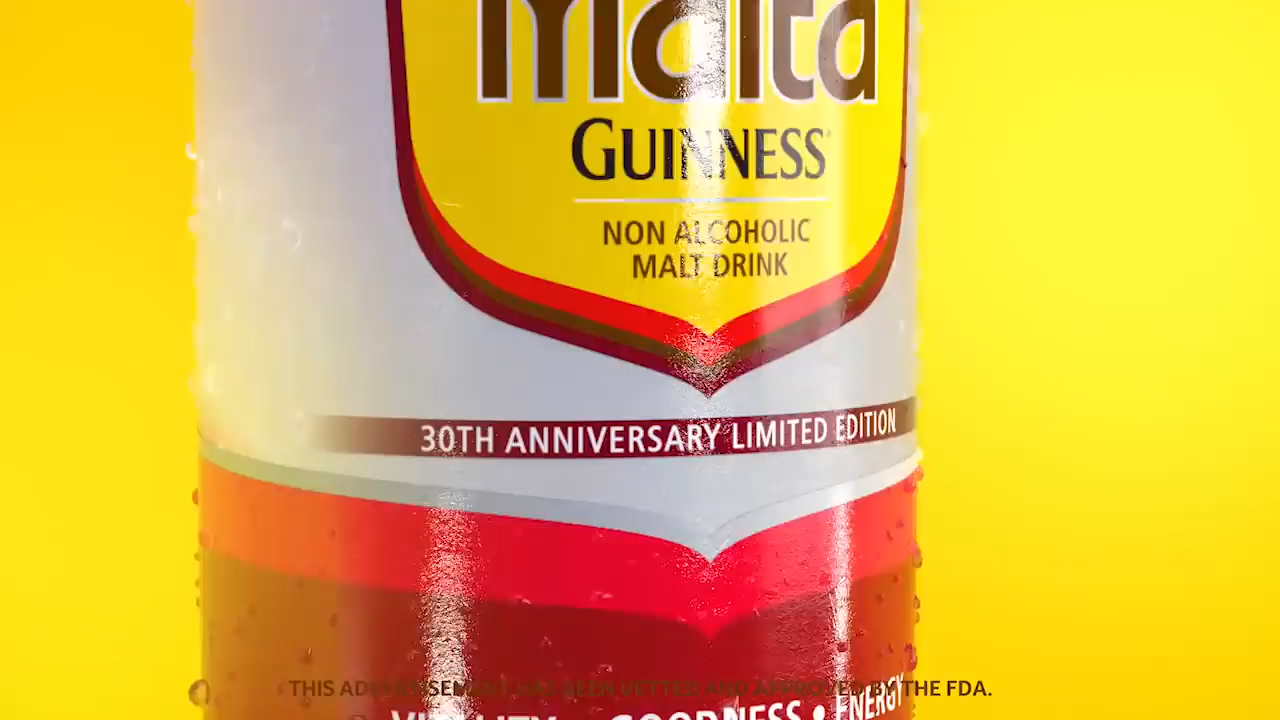 malta
GUINNESS
NON ALCOHOLIC
MALT DRINK
30TH ANNIVERSARY LIMITED EDITION
THIS ADVERTISEMENT HAS BEEN VETTED AND APPROVED BY THE FDA.
VITALITY • GOODNESS • ENERGY